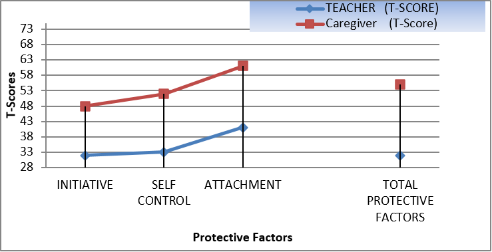 TEACHER (T-SCORE)
Caregiver (T-Score)
T-Scores
73
68
63
58
53
48
43
38
33
28
INITIATIVE
SELF
CONTROL
ATTACHMENT
TOTAL
PROTECTIVE
FACTORS
Protective Factors